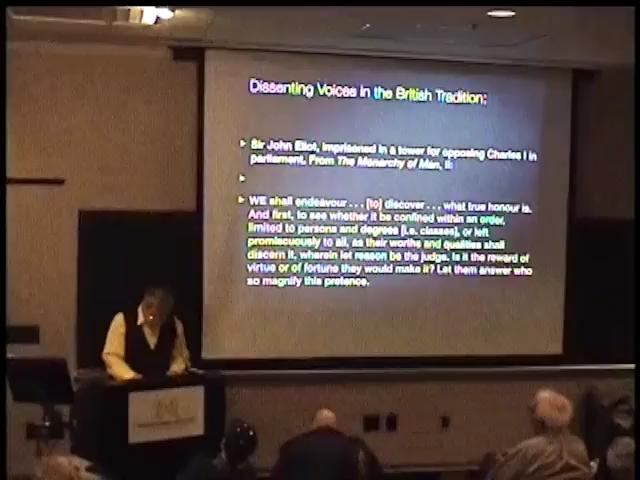 Dissenting Voices in the British Tradition:
Sir John Eliot, imprisoned in a tower for opposing Charles I in
parliament. From The Monarchy of Man, ii:
WE shall endeavour . . . [to] discover . . . what true honour is.
And first, to see whether it be confined within an order,
limited to persons and degrees [i.e. classes], or left
promiscuously to all, as their worths and qualities shall
discern it, wherein let reason be the judge. Is it the reward of
virtue or of fortune they would make it? Let them answer who
so magnify this pretence.